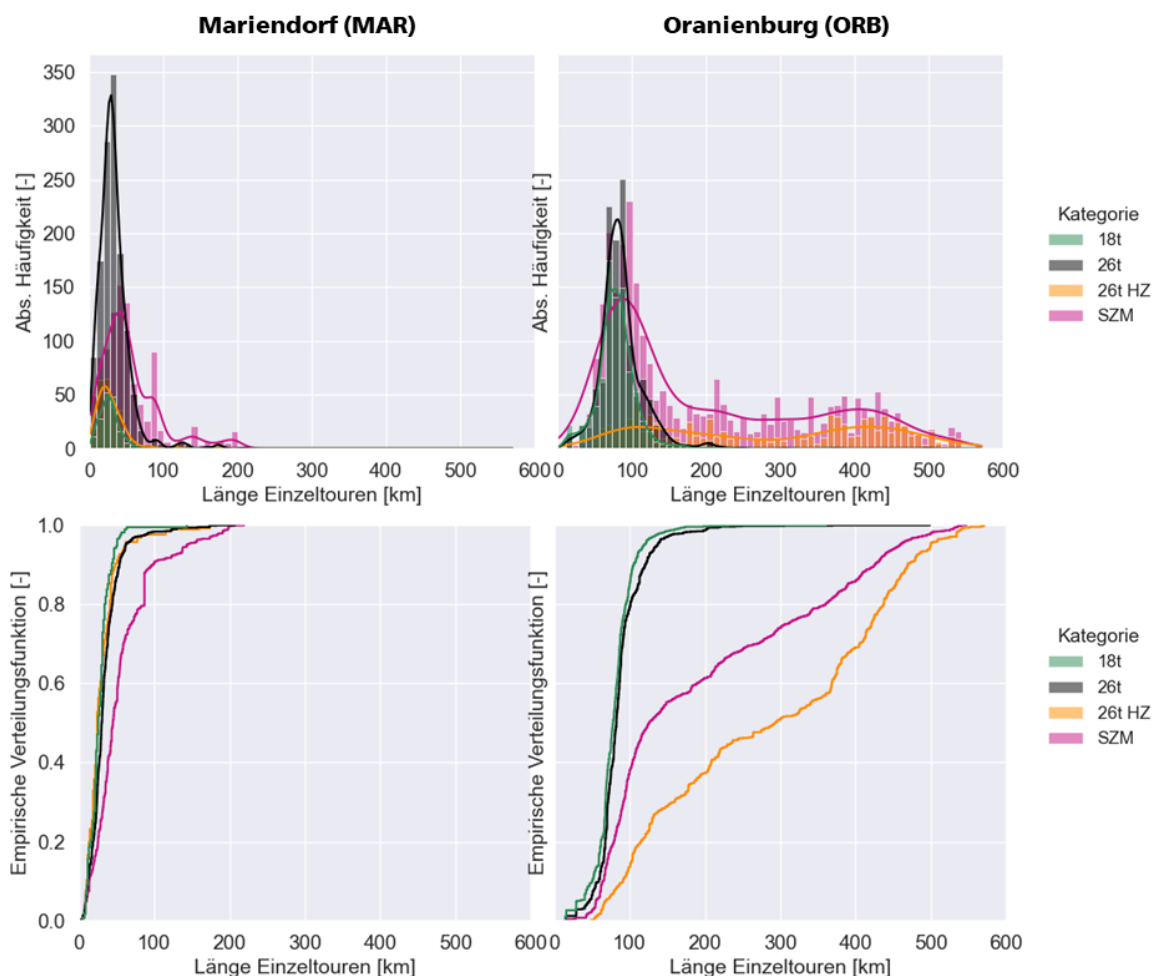 Mariendorf (MAR)
Oranienburg (ORB)
Abs. Häufigkeit [-]
350
300
250
200
150
100
50
0
0 100 200 300 400 500 600
Länge Einzeltouren [km]
Abs. Häufigkeit [-]
0 100 200 300 400 500 600
Länge Einzeltouren [km]
Kategorie
18t
26t
26t HZ
SZM
Empirische Verteilungsfunktion [-]
1.0
0.8
0.6
0.4
0.2
0.0
0 100 200 300 400 500 600
Länge Einzeltouren [km]
Empirische Verteilungsfunktion [-]
0 100 200 300 400 500 600
Länge Einzeltouren [km]
Kategorie
18t
26t
26t HZ
SZM